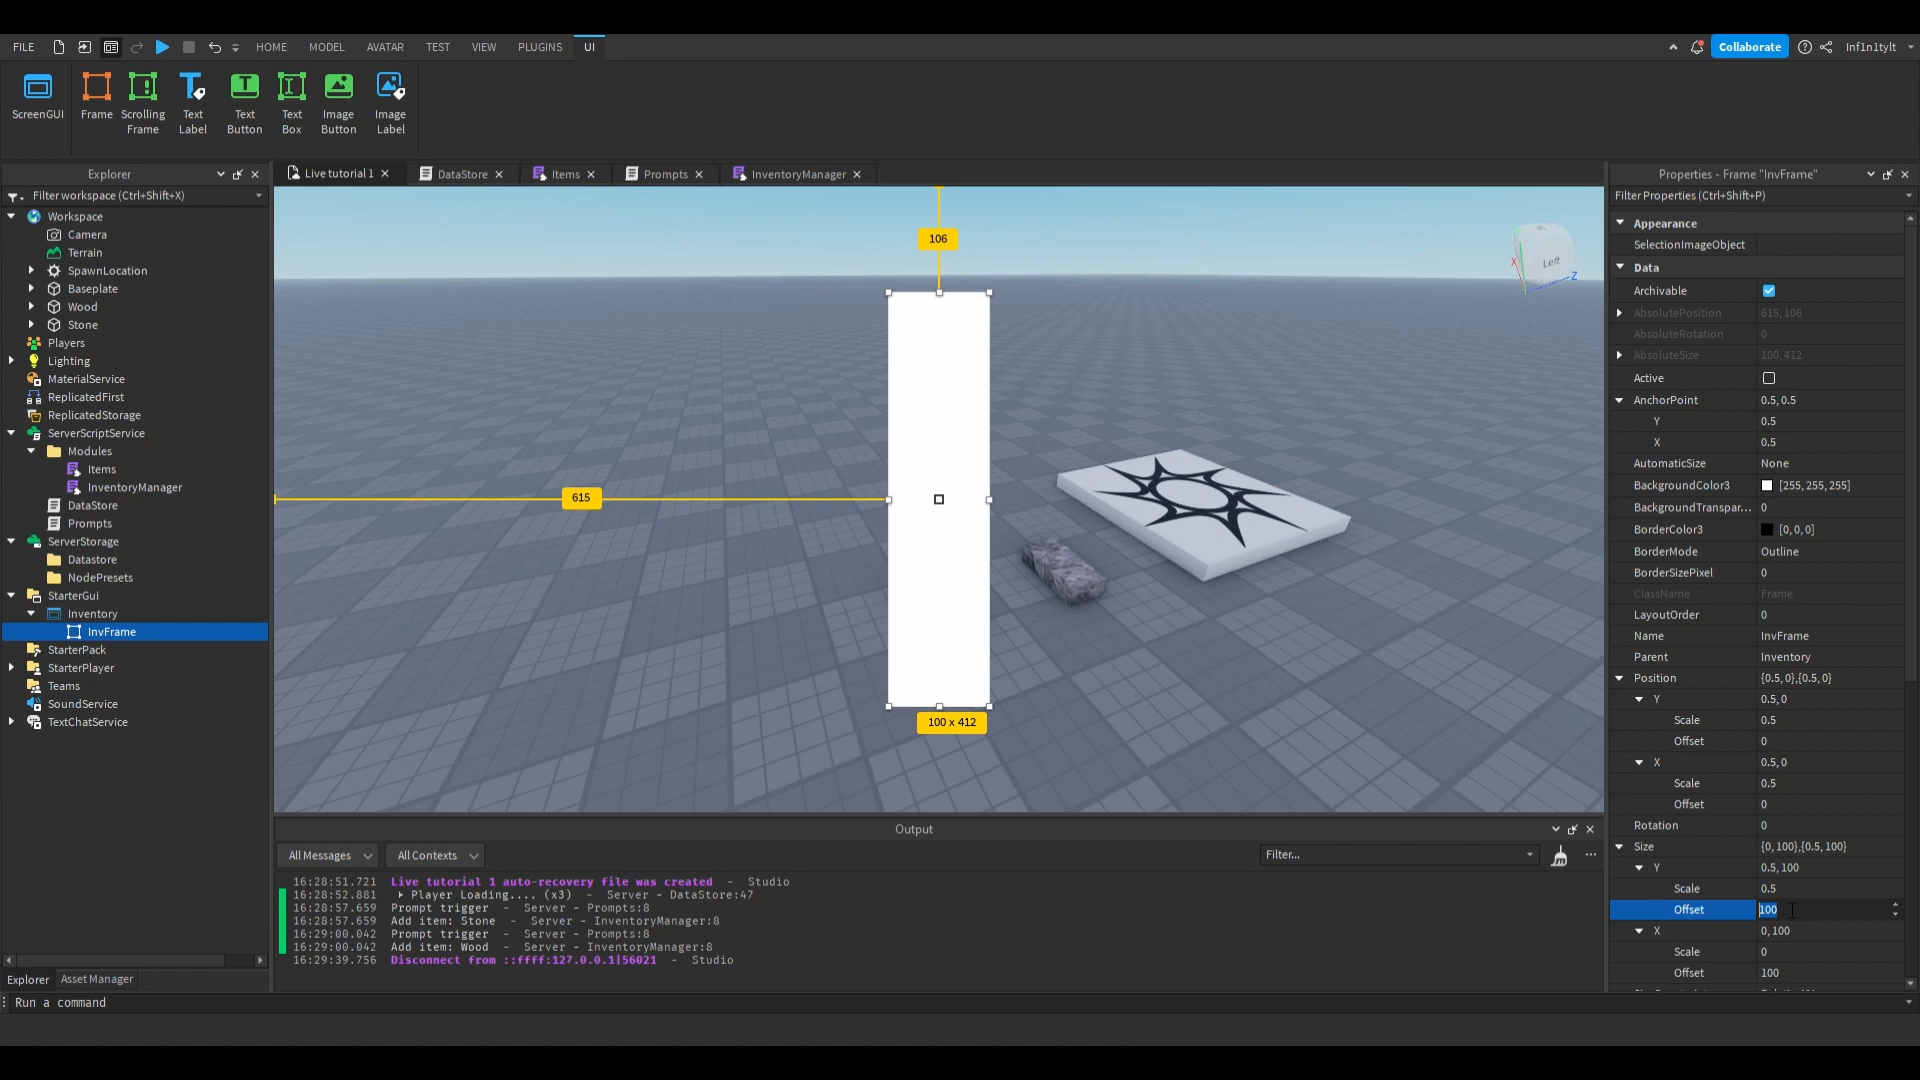 FILE HOME MODEL AVATAR TEST VIEW PLUGINS UI Collaborate Inf1n1tylt
ScreenGUI Frame Scrolling Frame Text Label Text Button Text Box Image Button Image Label
Explorer
Filter workspace (Ctrl+Shift+X)
Workspace
Camera
Terrain
SpawnLocation
Baseplate
Wood
Stone
Players
Lighting
MaterialService
ReplicatedFirst
ReplicatedStorage
ServerScriptService
Modules
Items
InventoryManager
DataStore
Prompts
ServerStorage
Datastore
NodePresets
StarterGui
Inventory
InvFrame
StarterPack
StarterPlayer
Teams
SoundService
TextChatService
Explorer Asset Manager
Run a command
Live tutorial 1 DataStore Items Prompts InventoryManager
106
615
100 x 412
X Left Z
Output
All Messages All Contexts Filter... ...
16:28:51.721 Live tutorial 1 auto-recovery file was created - Studio
16:28:52.881 Player Loading.... (x3) - Server - DataStore:47
16:28:57.659 Prompt trigger - Server - Prompts:8
16:28:57.659 Add item: Stone - Server - InventoryManager:8
16:29:00.042 Prompt trigger - Server - Prompts:8
16:29:00.042 Add item: Wood - Server - InventoryManager:8
16:29:39.756 Disconnect from ::ffff:127.0.0.1|56021 - Studio
Properties - Frame "InvFrame"
Filter Properties (Ctrl+Shift+P)
Appearance
SelectionImageObject
Data
Archivable
AbsolutePosition 615, 106
AbsoluteRotation 0
AbsoluteSize 100, 412
Active
AnchorPoint 0.5, 0.5
Y 0.5
X 0.5
AutomaticSize None
BackgroundColor3 [255, 255, 255]
BackgroundTranspar... 0
BorderColor3 [0, 0, 0]
BorderMode Outline
BorderSizePixel 0
ClassName Frame
LayoutOrder 0
Name InvFrame
Parent Inventory
Position {0.5, 0},{0.5, 0}
Y 0.5, 0
Scale 0.5
Offset 0
X 0.5, 0
Scale 0.5
Offset 0
Rotation 0
Size {0, 100},{0.5, 100}
Y 0.5, 100
Scale 0.5
Offset 100
X 0, 100
Scale 0
Offset 100